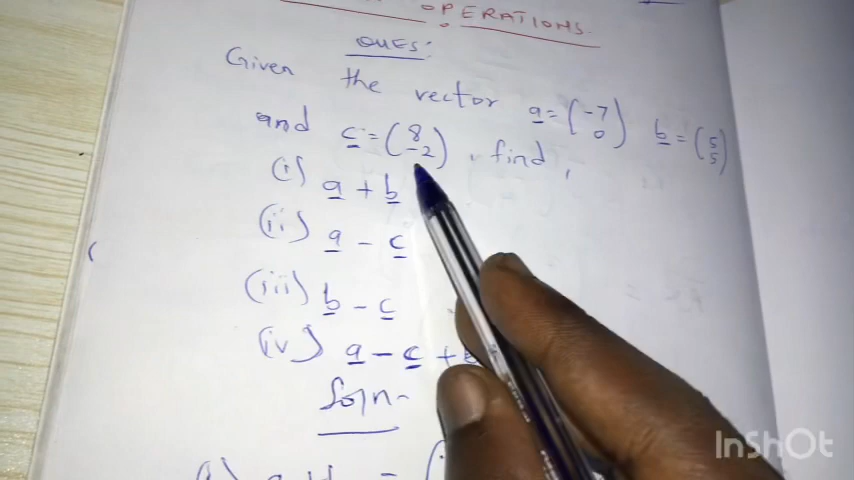 OPERATIONS.
QUES:
Given the vector a = (-7 0) b = (5 5)
and c = (8 -2), find,
(i) a + b
(ii) a - c
(iii) b - c
(iv) a - c +
Soln-
InShOt